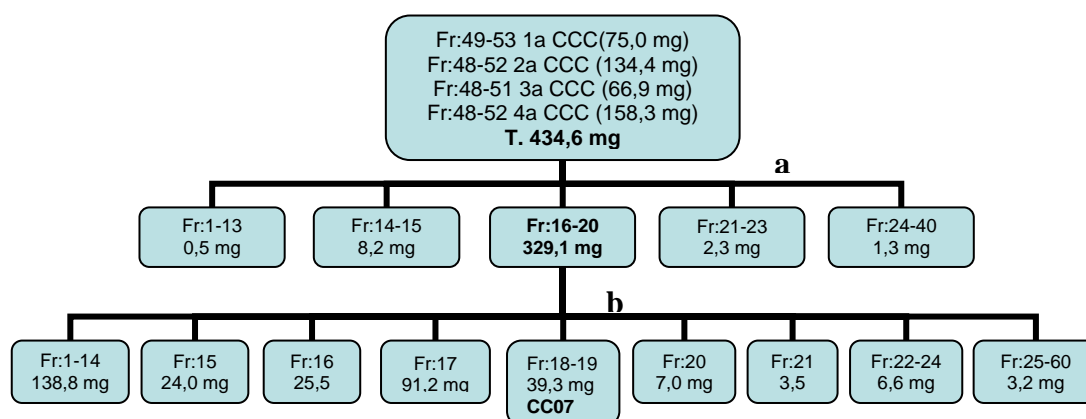 Fr:49-53 1a CCC(75,0 mg)
Fr:48-52 2a CCC (134,4 mg)
Fr:48-51 3a CCC (66,9 mg)
Fr:48-52 4a CCC (158,3 mg)
T. 434,6 mg
a
Fr:1-13
0,5 mg
Fr:14-15
8,2 mg
Fr:16-20
329,1 mg
Fr:21-23
2,3 mg
Fr:24-40
1,3 mg
b
Fr:1-14
138,8 mg
Fr:15
24,0 mg
Fr:16
25,5
Fr:17
91,2 mg
Fr:18-19
39,3 mg
CC07
Fr:20
7,0 mg
Fr:21
3,5
Fr:22-24
6,6 mg
Fr:25-60
3,2 mg